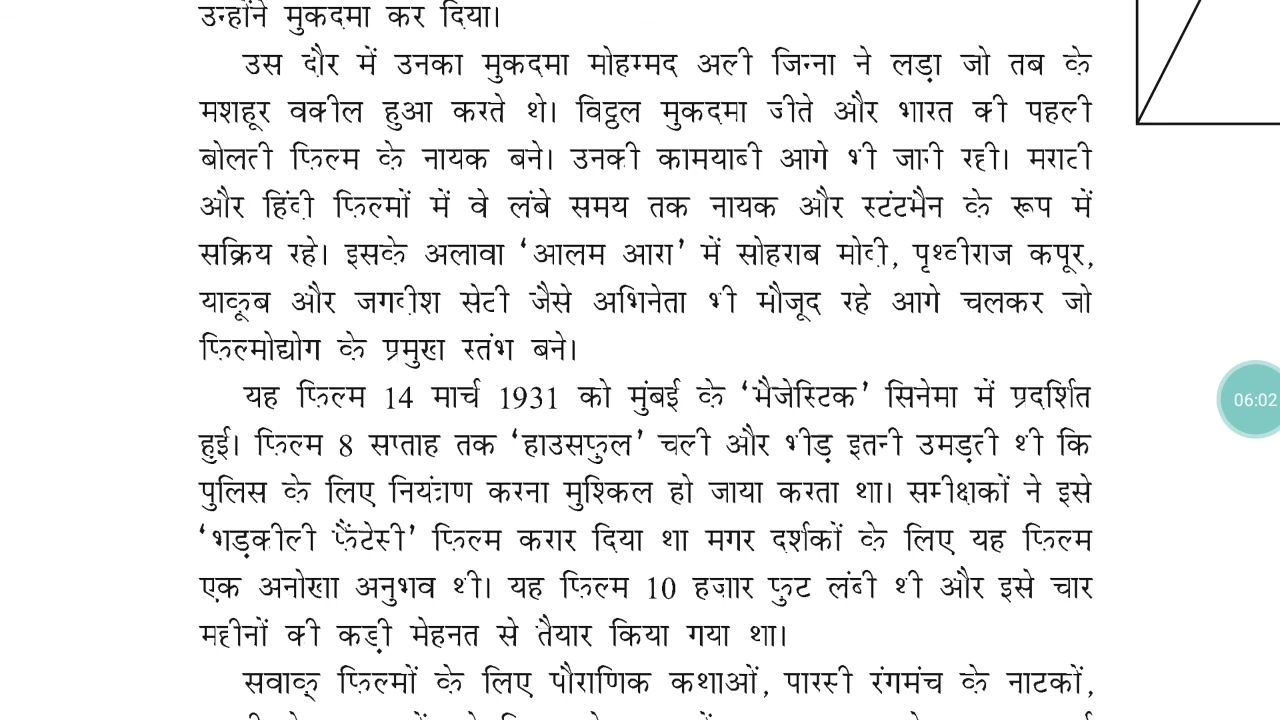 उन्होंने मुकदमा कर दिया।
उस दौर में उनका मुकदमा मोहम्मद अली जिन्ना ने लड़ा जो तब के
मशहूर वकील हुआ करते थे। विट्ठल मुकदमा जीते और भारत की पहली
बोलती फिल्म के नायक बने। उनकी कामयाबी आगे भी जारी रही। मराठी
और हिंदी फिल्मों में वे लंबे समय तक नायक और स्टंटमैन के रूप में
सक्रिय रहे। इसके अलावा ‘आलम आरा’ में सोहराब मोदी, पृथ्वीराज कपूर,
याकूब और जगदीश सेठी जैसे अभिनेता भी मौजूद रहे आगे चलकर जो
फिल्मोद्योग के प्रमुख स्तंभ बने।
यह फिल्म 14 मार्च 1931 को मुंबई के ‘मैजेस्टिक’ सिनेमा में प्रदर्शित
हुई। फिल्म 8 सप्ताह तक ‘हाउसफुल’ चली और भीड़ इतनी उमड़ती थी कि
पुलिस के लिए नियंत्रण करना मुश्किल हो जाया करता था। समीक्षकों ने इसे
‘भड़कीली फैंटेसी’ फिल्म करार दिया था मगर दर्शकों के लिए यह फिल्म
एक अनोखा अनुभव थी। यह फिल्म 10 हजार फुट लंबी थी और इसे चार
महीनों की कड़ी मेहनत से तैयार किया गया था।
सवाक् फिल्मों के लिए पौराणिक कथाओं, पारसी रंगमंच के नाटकों,
06:02